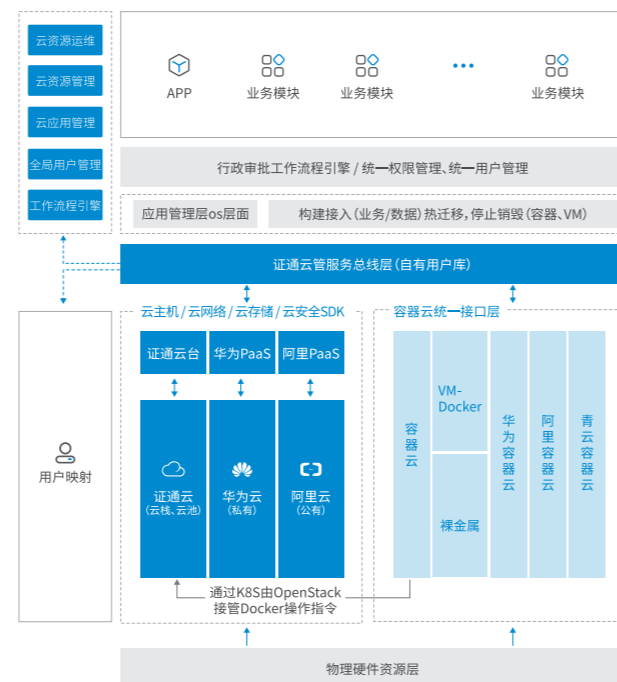 云资源运维
云资源管理
云应用管理
全局用户管理
工作流程引擎
APP
业务模块
业务模块
业务模块
行政审批工作流程引擎 / 统一权限管理、统一用户管理
应用管理层os层面
构建接入(业务/数据)热迁移,停止销毁(容器、VM)
证通云管服务总线层(自有用户库)
用户映射
云主机 / 云网络 / 云存储 / 云安全SDK
证通云台
华为PaaS
阿里PaaS
证通云
(云栈、云池)
华为云
(私有)
阿里云
(公有)
通过K8S由OpenStack
接管Docker操作指令
容器云统一接口层
容器云
VM-
Docker
裸金属
华为容器云
阿里容器云
青云容器云
物理硬件资源层